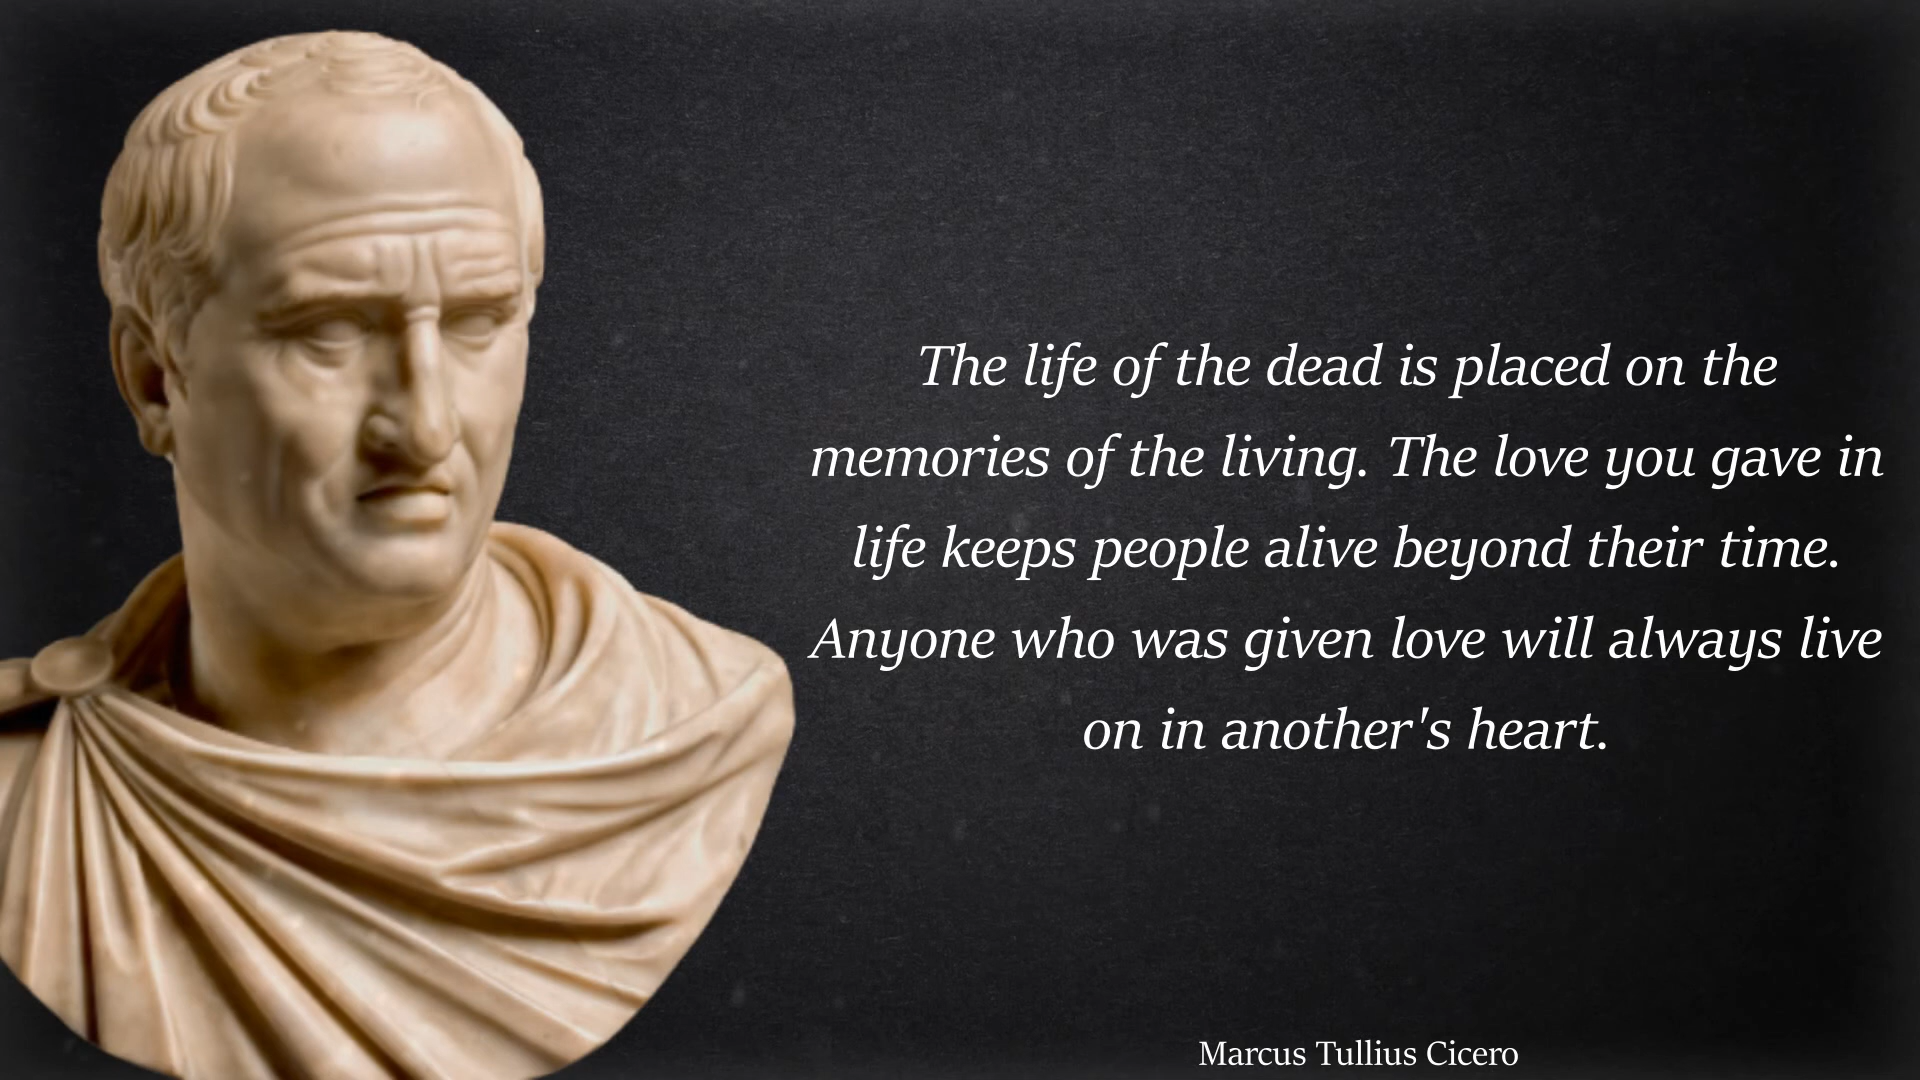 The life of the dead is placed on the
memories of the living. The love you gave in
life keeps people alive beyond their time.
Anyone who was given love will always live
on in another's heart.
Marcus Tullius Cicero